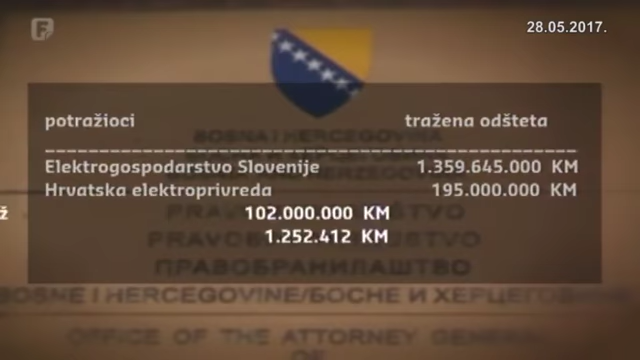 28.05.2017.
potražioci tražena odšteta
Elektrogospodarstvo Slovenije 1.359.645.000 KM
Hrvatska elektroprivreda 195.000.000 KM
ž 102.000.000 KM
1.252.412 KM
BOSNA I HERCEGOVINA
PRAVOBRANILAŠTVO
PRAVOBRANITELJSTVO
ПРАВОБРАНИЛАШТВО
BOSNE I HERCEGOVINE/БОСНЕ И ХЕРЦЕГОВИНЕ
OFFICE OF THE ATTORNEY GENERAL
OF